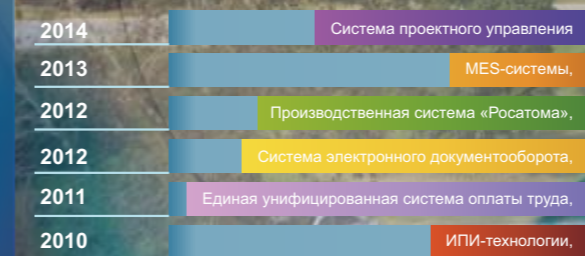 2014 Система проектного управления
2013 MES-системы,
2012 Производственная система «Росатома»,
2012 Система электронного документооборота,
2011 Единая унифицированная система оплаты труда,
2010 ИПИ-технологии,